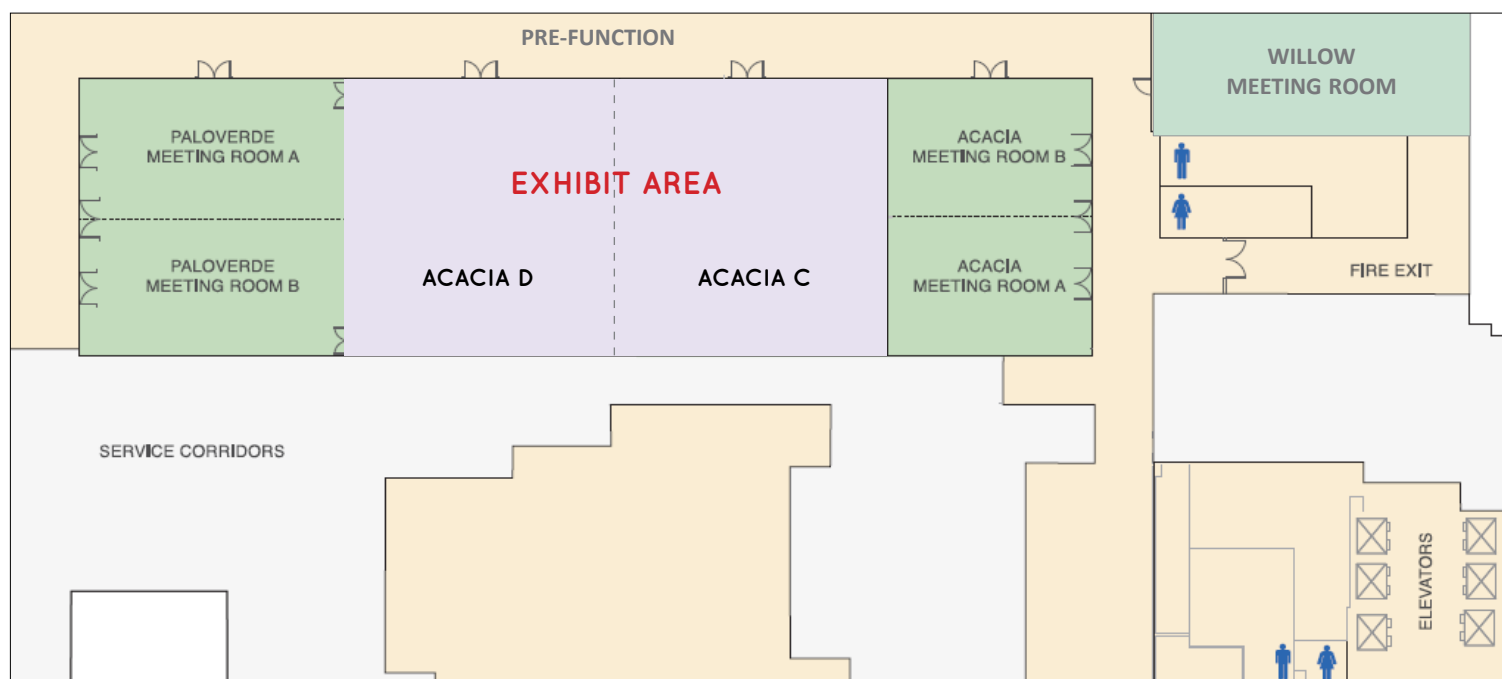 PRE-FUNCTION
WILLOW
MEETING ROOM
PALOVERDE
MEETING ROOM A
ACACIA
MEETING ROOM B
EXHIBIT AREA
PALOVERDE
MEETING ROOM B
ACACIA D
ACACIA C
ACACIA
MEETING ROOM A
FIRE EXIT
SERVICE CORRIDORS
ELEVATORS